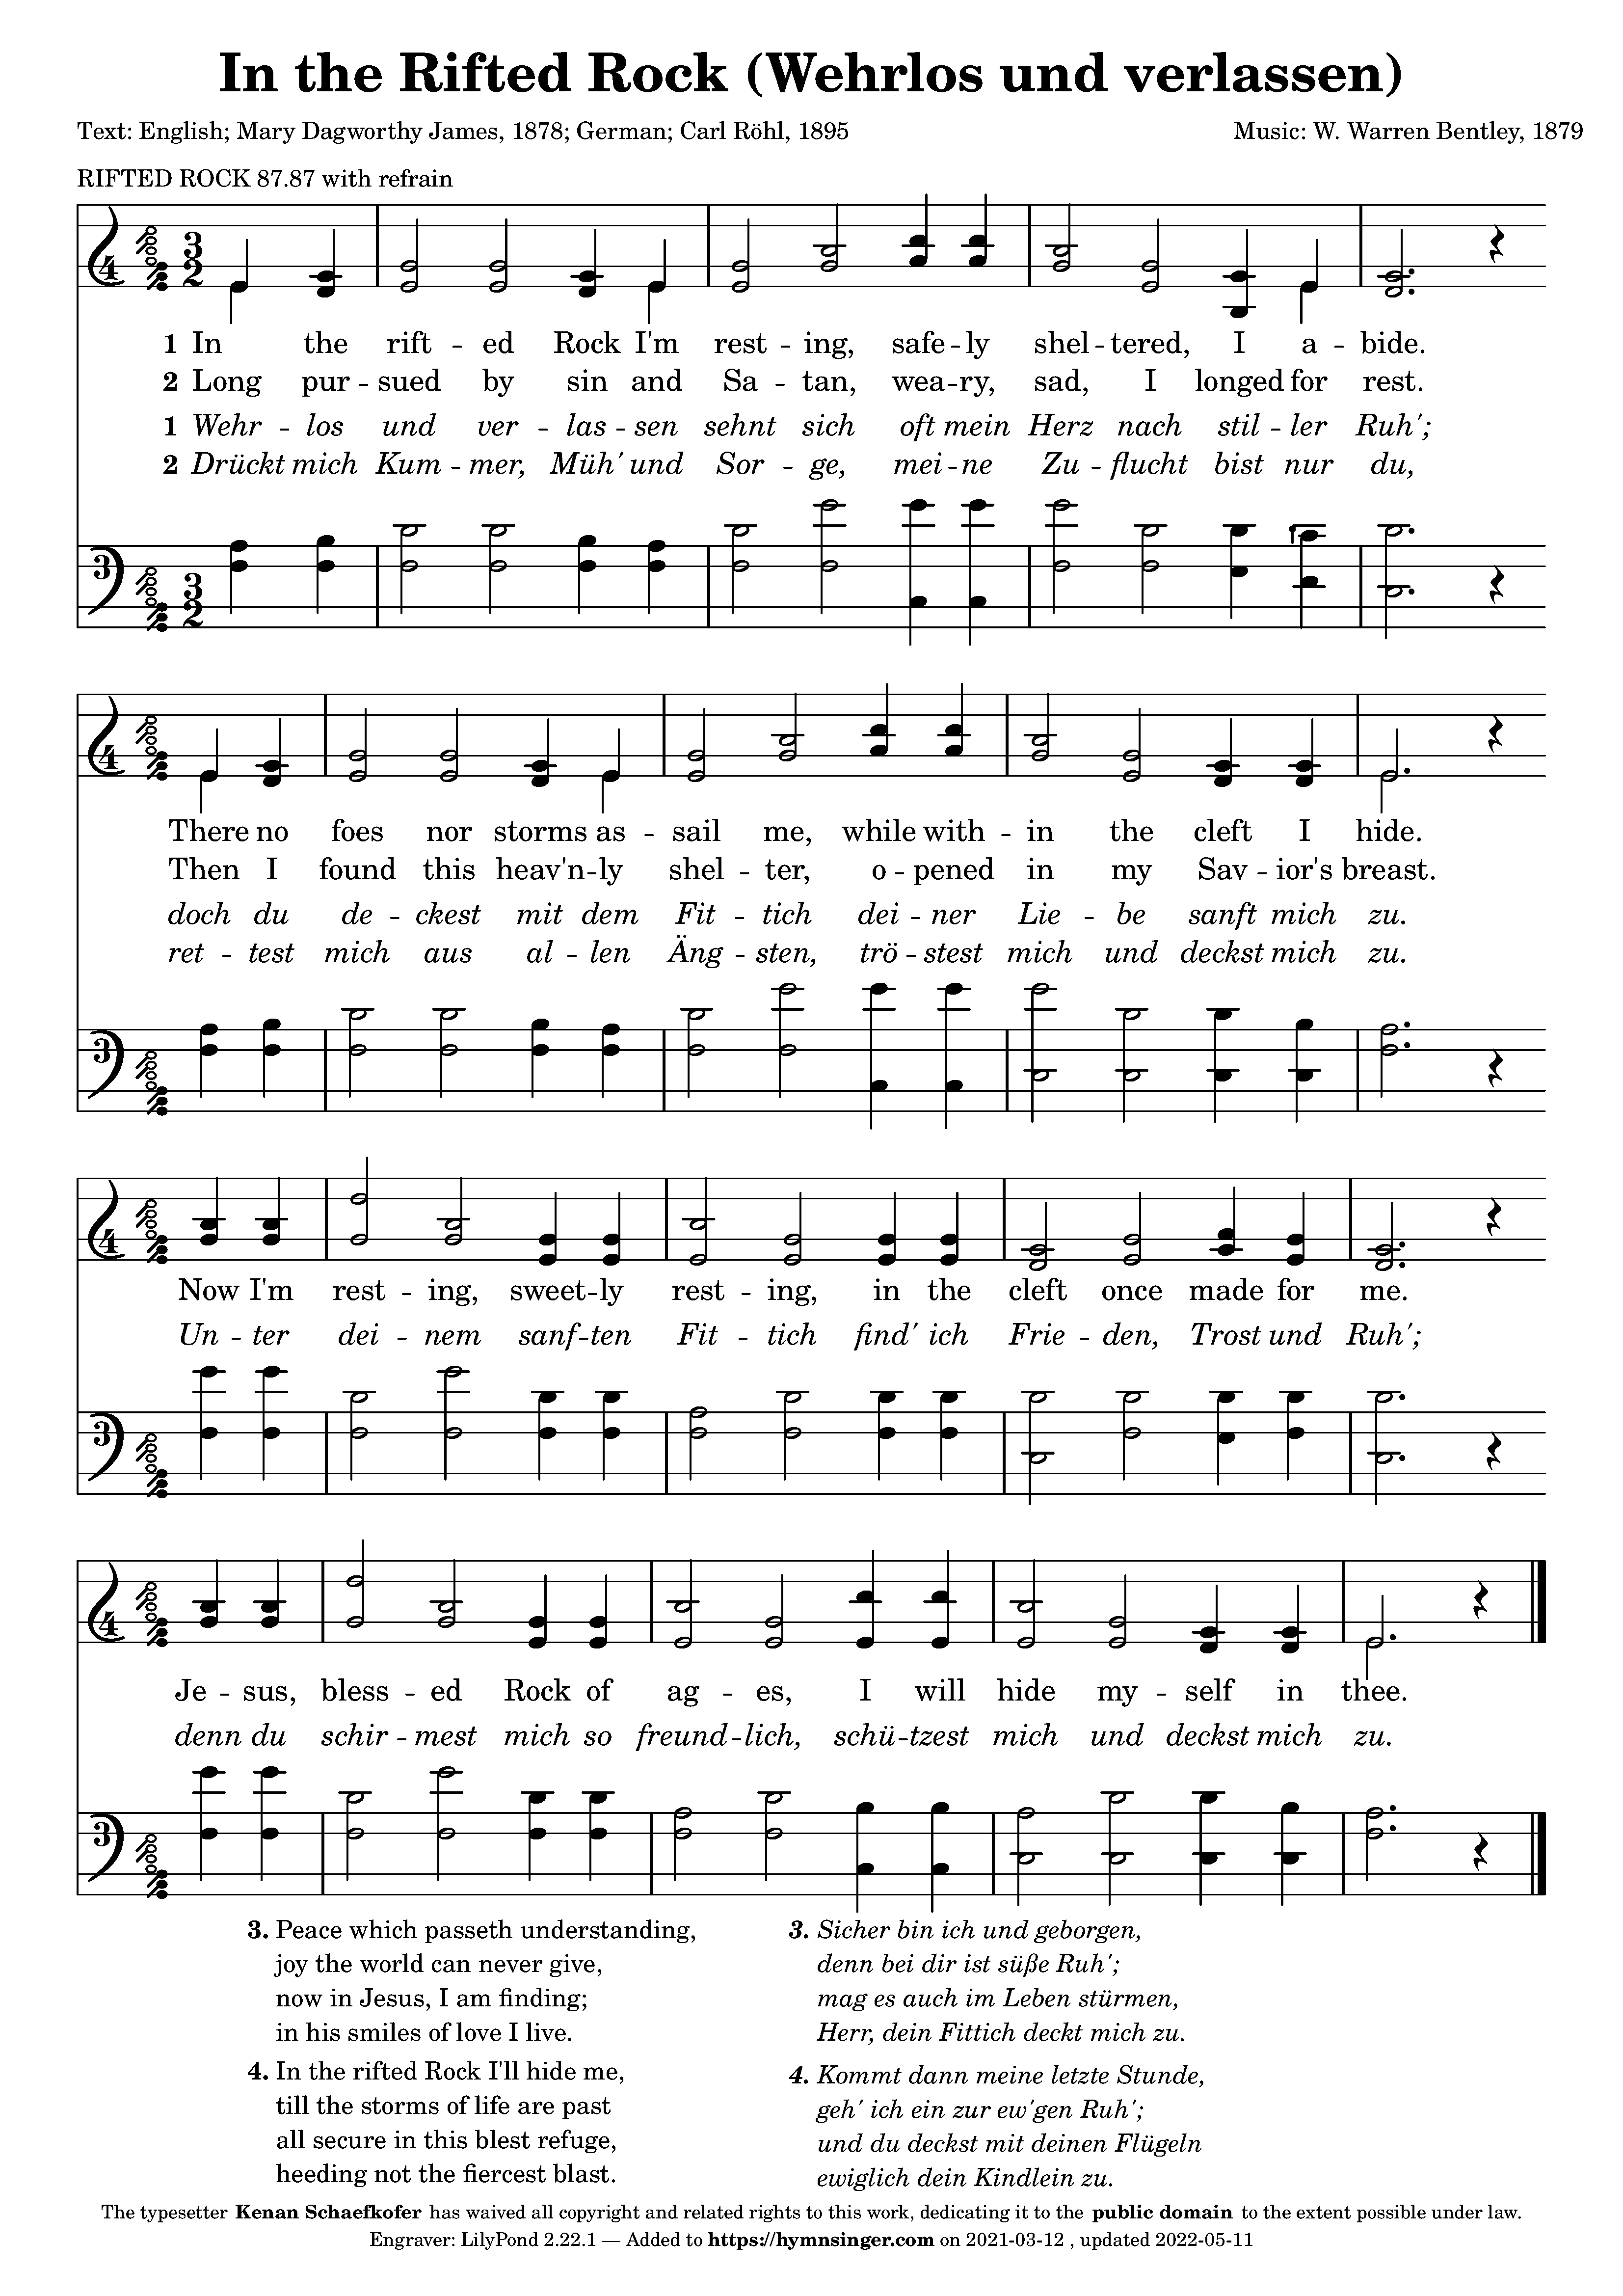 In the Rifted Rock (Wehrlos und verlassen)
Text: English; Mary Dagworthy James, 1878; German; Carl Röhl, 1895
Music: W. Warren Bentley, 1879
RIFTED ROCK 87.87 with refrain
1 In the rift -- ed Rock I'm rest -- ing, safe -- ly shel -- tered, I a -- bide.
2 Long pur -- sued by sin and Sa -- tan, wea -- ry, sad, I longed for rest.
1 Wehr -- los und ver -- las -- sen sehnt sich oft mein Herz nach stil -- ler Ruh';
2 Drückt mich Kum -- mer, Müh' und Sor -- ge, mei -- ne Zu -- flucht bist nur du,
There no foes nor storms as -- sail me, while with -- in the cleft I hide.
Then I found this heav'n -- ly shel -- ter, o -- pened in my Sav -- ior's breast.
doch du de -- ckest mit dem Fit -- tich dei -- ner Lie -- be sanft mich zu.
ret -- test mich aus al -- len Äng -- sten, trö -- stest mich und deckst mich zu.
Now I'm rest -- ing, sweet -- ly rest -- ing, in the cleft once made for me.
Un -- ter dei -- nem sanf -- ten Fit -- tich find' ich Frie -- den, Trost und Ruh';
Je -- sus, bless -- ed Rock of ag -- es, I will hide my -- self in thee.
denn du schir -- mest mich so freund -- lich, schü -- tzest mich und deckst mich zu.
3. Peace which passeth understanding,
joy the world can never give,
now in Jesus, I am finding;
in his smiles of love I live.
4. In the rifted Rock I'll hide me,
till the storms of life are past
all secure in this blest refuge,
heeding not the fiercest blast.
3. Sicher bin ich und geborgen,
denn bei dir ist süße Ruh';
mag es auch im Leben stürmen,
Herr, dein Fittich deckt mich zu.
4. Kommt dann meine letzte Stunde,
geh' ich ein zur ew'gen Ruh';
und du deckst mit deinen Flügeln
ewiglich dein Kindlein zu.
The typesetter Kenan Schaefkofer has waived all copyright and related rights to this work, dedicating it to the public domain to the extent possible under law.
Engraver: LilyPond 2.22.1 — Added to https://hymnsinger.com on 2021-03-12 , updated 2022-05-11